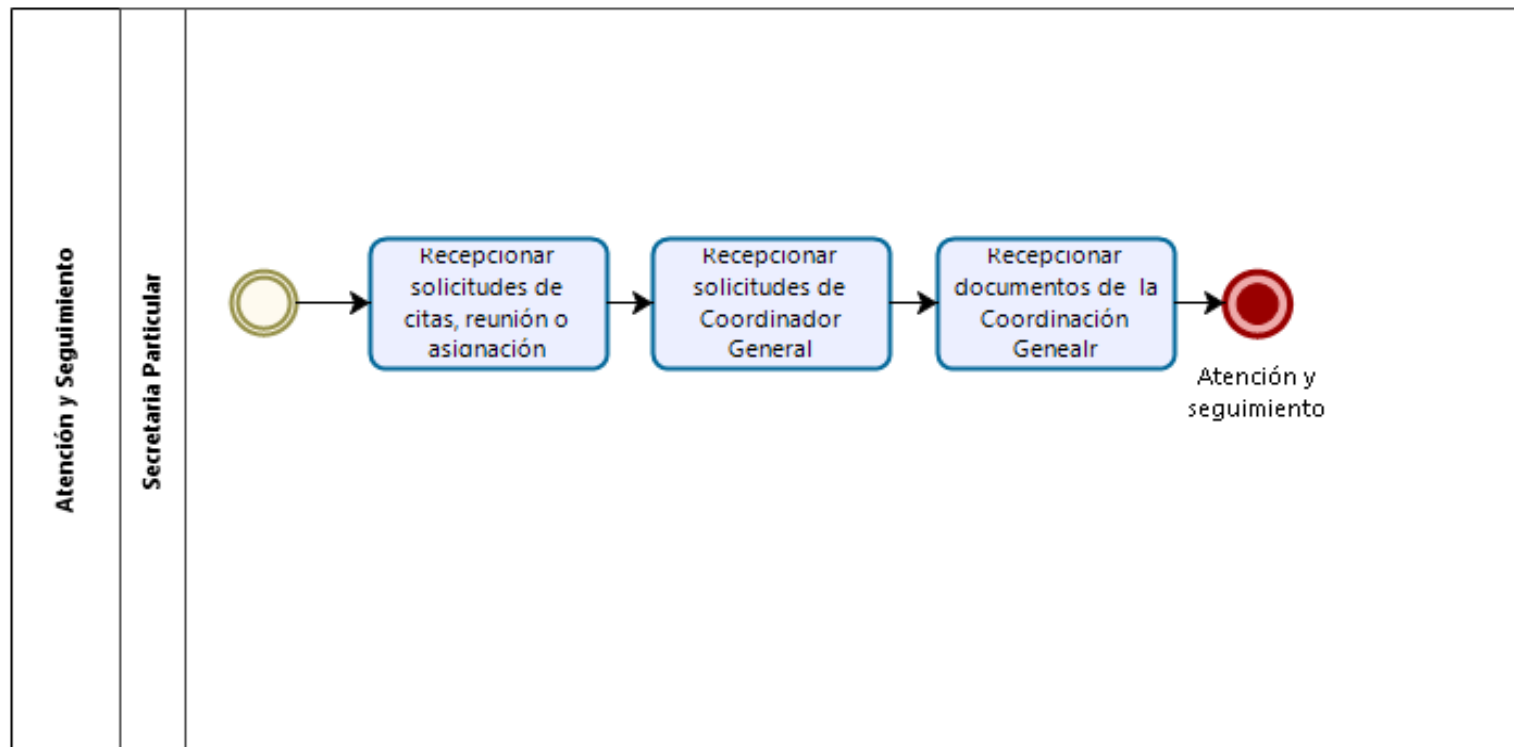 Atención y Seguimiento
Secretaria Particular
Recepcionar
solicitudes de
citas, reunión o
asignación
Recepcionar
solicitudes de
Coordinador
General
Recepcionar
documentos de  la
Coordinación
Genealr
Atención y
seguimiento